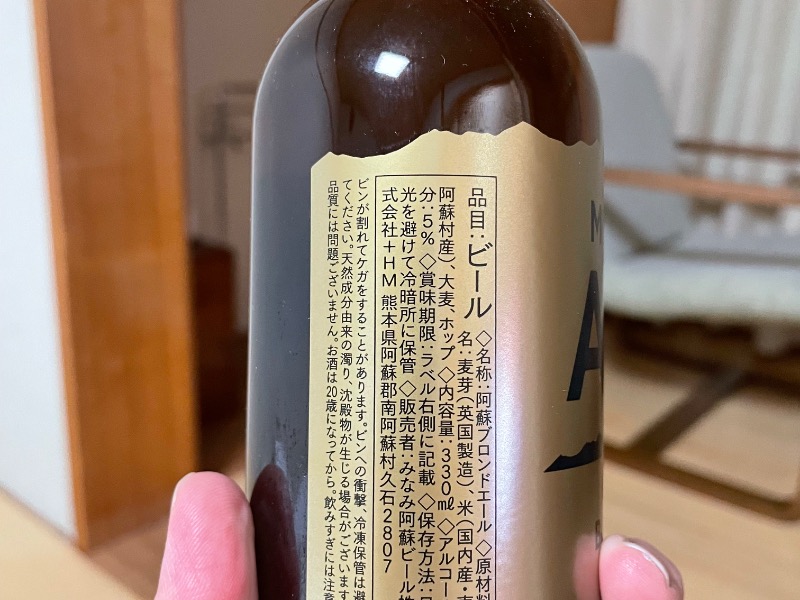 品目：ビール
◇名称：阿蘇ブロンドエール ◇原材料
名：麦芽（英国製造）、米（国内産・南
阿蘇村産）、大麦、ホップ ◇内容量：330ml ◇アルコー
分：5% ◇賞味期限：ラベル右側に記載 ◇保存方法：日
光を避けて冷暗所に保管 ◇販売者：みなみ阿蘇ビール株
式会社＋HM 熊本県阿蘇郡南阿蘇村久石2807
ビンが割れてケガをすることがあります。ビンへの衝撃、冷凍保管は避
てください。天然成分由来の濁り、沈殿物が生じる場合がございます
品質には問題ございません。お酒は20歳になってから。飲みすぎには注意
M
A